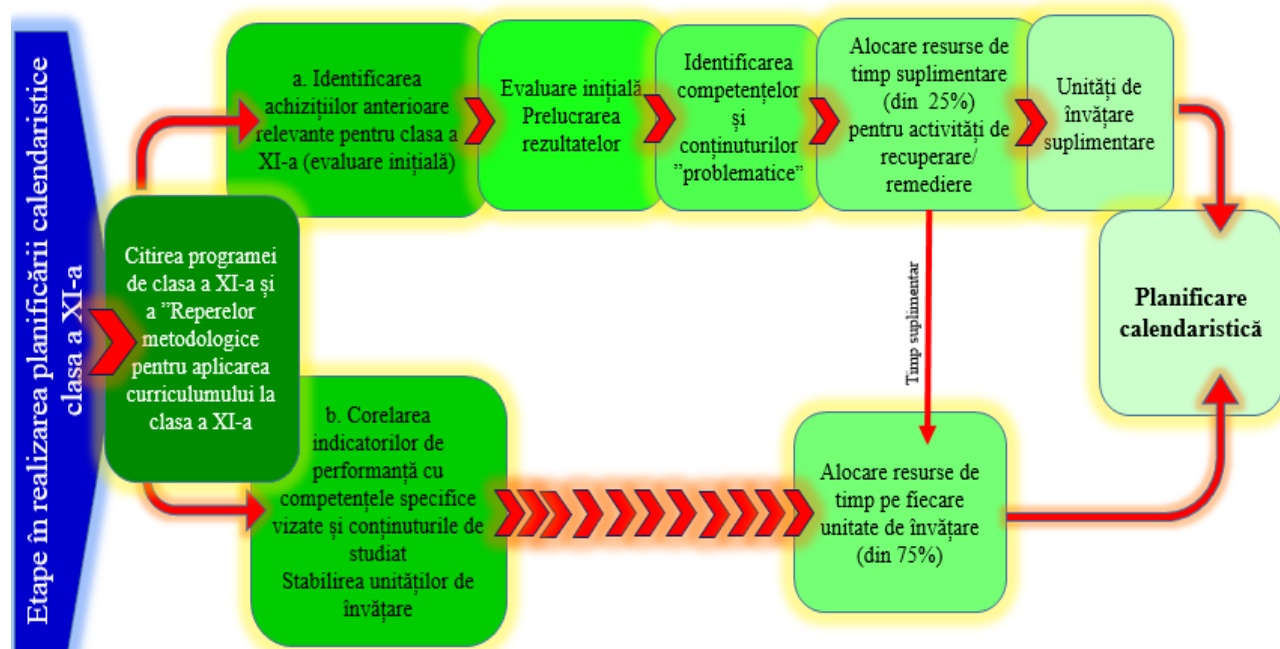 Etape în realizarea planificării calendaristice
clasa a XI-a
Citirea programei
de clasa a XI-a și
a ”Reperelor
metodologice
pentru aplicarea
curriculumului la
clasa a XI-a
a. Identificarea
achizițiilor anterioare
relevante pentru clasa a
XI-a (evaluare inițială)
Evaluare inițială
Prelucrarea
rezultatelor
Identificarea
competențelor
și
conținuturilor
”problematice”
Alocare resurse de
timp suplimentare
(din 25%)
pentru activități de
recuperare/
remediere
Unități de
învățare
suplimentare
Timp suplimentar
Planificare
calendaristică
b. Corelarea
indicatorilor de
performanță cu
competențele specifice
vizate și conținuturile de
studiat
Stabilirea unităților de
învățare
Alocare resurse de
timp pe fiecare
unitate de învățare
(din 75%)